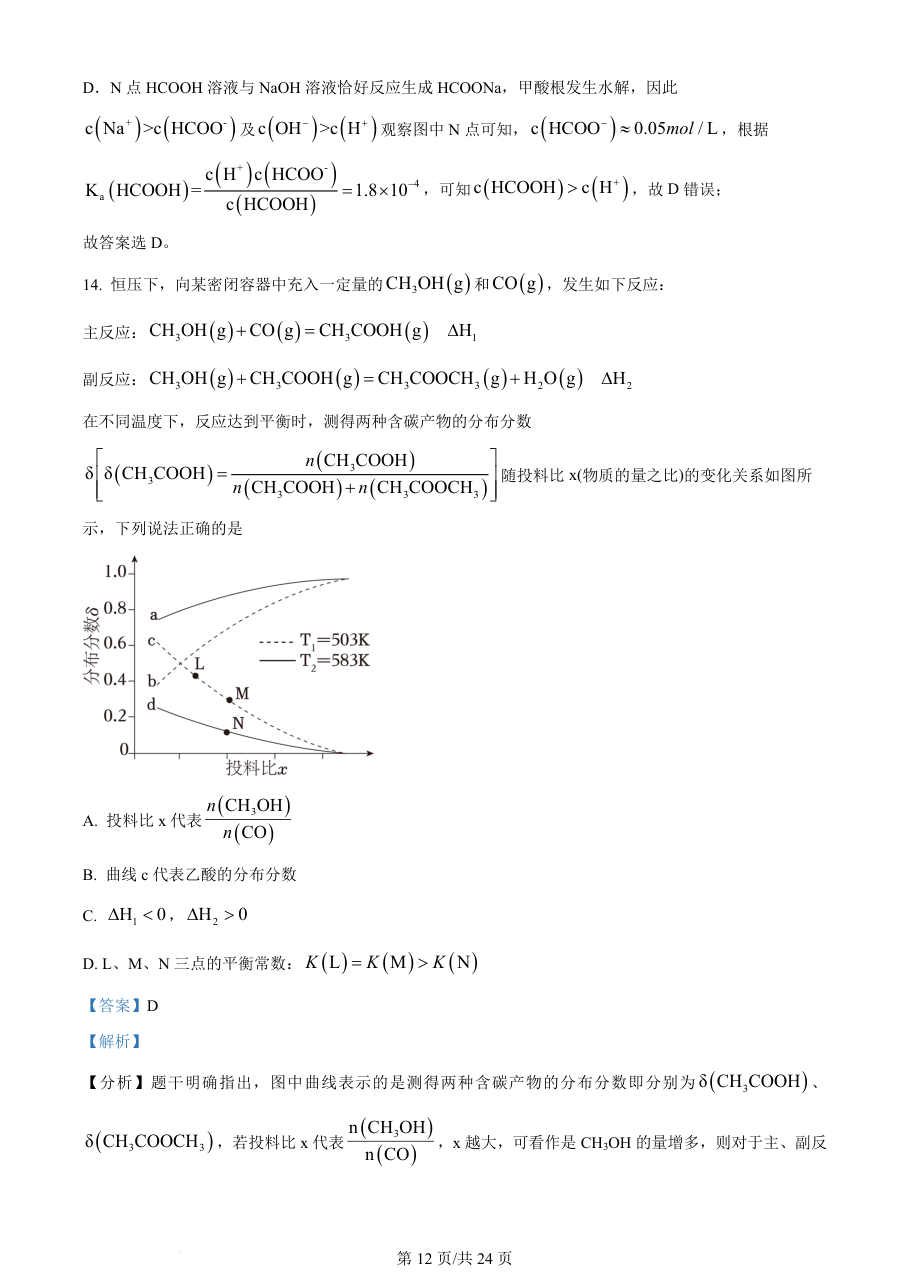 D．N 点 HCOOH 溶液与 NaOH 溶液恰好反应生成 HCOONa，甲酸根发生水解，因此
c(Na⁺)>c(HCOO⁻) 及 c(OH⁻)>c(H⁺) 观察图中 N 点可知，c(HCOO⁻)≈0.05mol / L，根据
Kₐ(HCOOH)= c(H⁺)c(HCOO⁻) / c(HCOOH) =1.8×10⁻⁴，可知 c(HCOOH)>c(H⁺)，故 D 错误；
故答案选 D。
14. 恒压下，向某密闭容器中充入一定量的 CH₃OH(g) 和 CO(g)，发生如下反应：
主反应：CH₃OH(g)+CO(g)=CH₃COOH(g) ΔH₁
副反应：CH₃OH(g)+CH₃COOH(g)=CH₃COOCH₃(g)+H₂O(g) ΔH₂
在不同温度下，反应达到平衡时，测得两种含碳产物的分布分数
δ[δ(CH₃COOH)= n(CH₃COOH) / n(CH₃COOH)+n(CH₃COOCH₃)] 随投料比 x(物质的量之比)的变化关系如图所
示，下列说法正确的是
分布分数δ
1.0
0.8
0.6
0.4
0.2
0
a
c
b
d
L
M
N
T₁=503K
T₂=583K
投料比x
A. 投料比 x 代表 n(CH₃OH) / n(CO)
B. 曲线 c 代表乙酸的分布分数
C. ΔH₁<0，ΔH₂>0
D. L、M、N 三点的平衡常数：K(L)=K(M)>K(N)
【答案】D
【解析】
【分析】题干明确指出，图中曲线表示的是测得两种含碳产物的分布分数即分别为 δ(CH₃COOH)、
δ(CH₃COOCH₃)，若投料比 x 代表 n(CH₃OH) / n(CO)，x 越大，可看作是 CH₃OH 的量增多，则对于主、副反
第 12 页/共 24 页